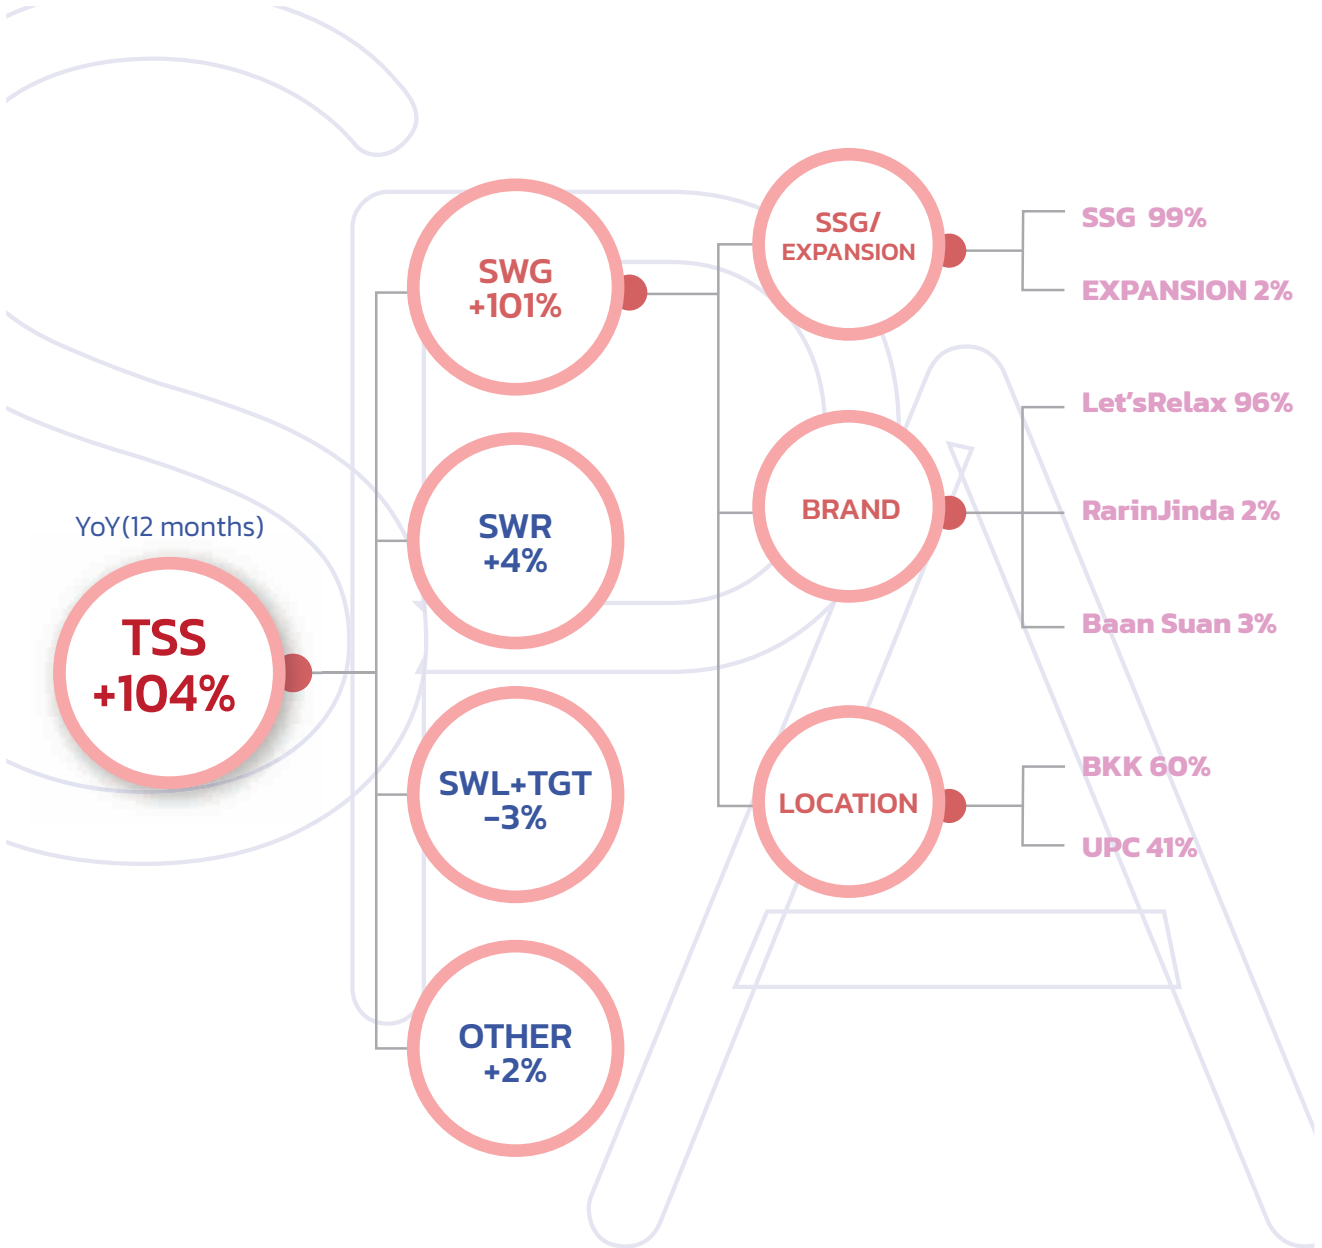 YoY(12 months)
TSS
+104%
SWG
+101%
SWR
+4%
SWL+TGT
-3%
OTHER
+2%
SSG/
EXPANSION
SSG 99%
EXPANSION 2%
BRAND
Let'sRelax 96%
RarinJinda 2%
Baan Suan 3%
LOCATION
BKK 60%
UPC 41%
SPA